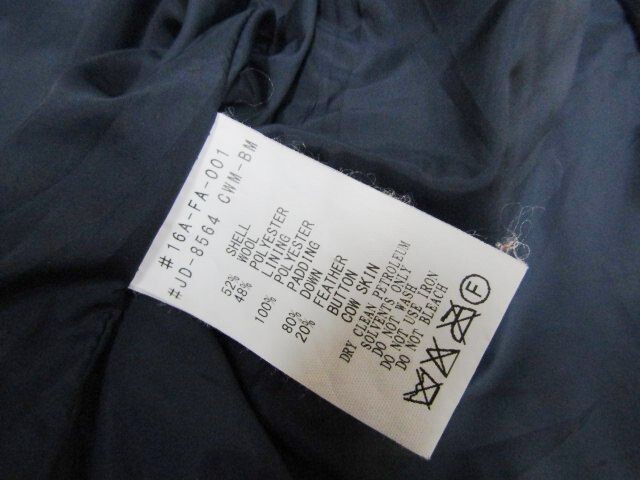 #16A-FA-001
#JD-8564 CWM-BM
SHELL
52% WOOL
48% POLYESTER
LINING
100% POLYESTER
PADDING
80% DOWN
20% FEATHER
BUTTON
COW SKIN
DRY CLEAN, PETROLEUM
SOLVENTS ONLY
DO NOT WASH
DO NOT USE IRON
DO NOT BLEACH
F